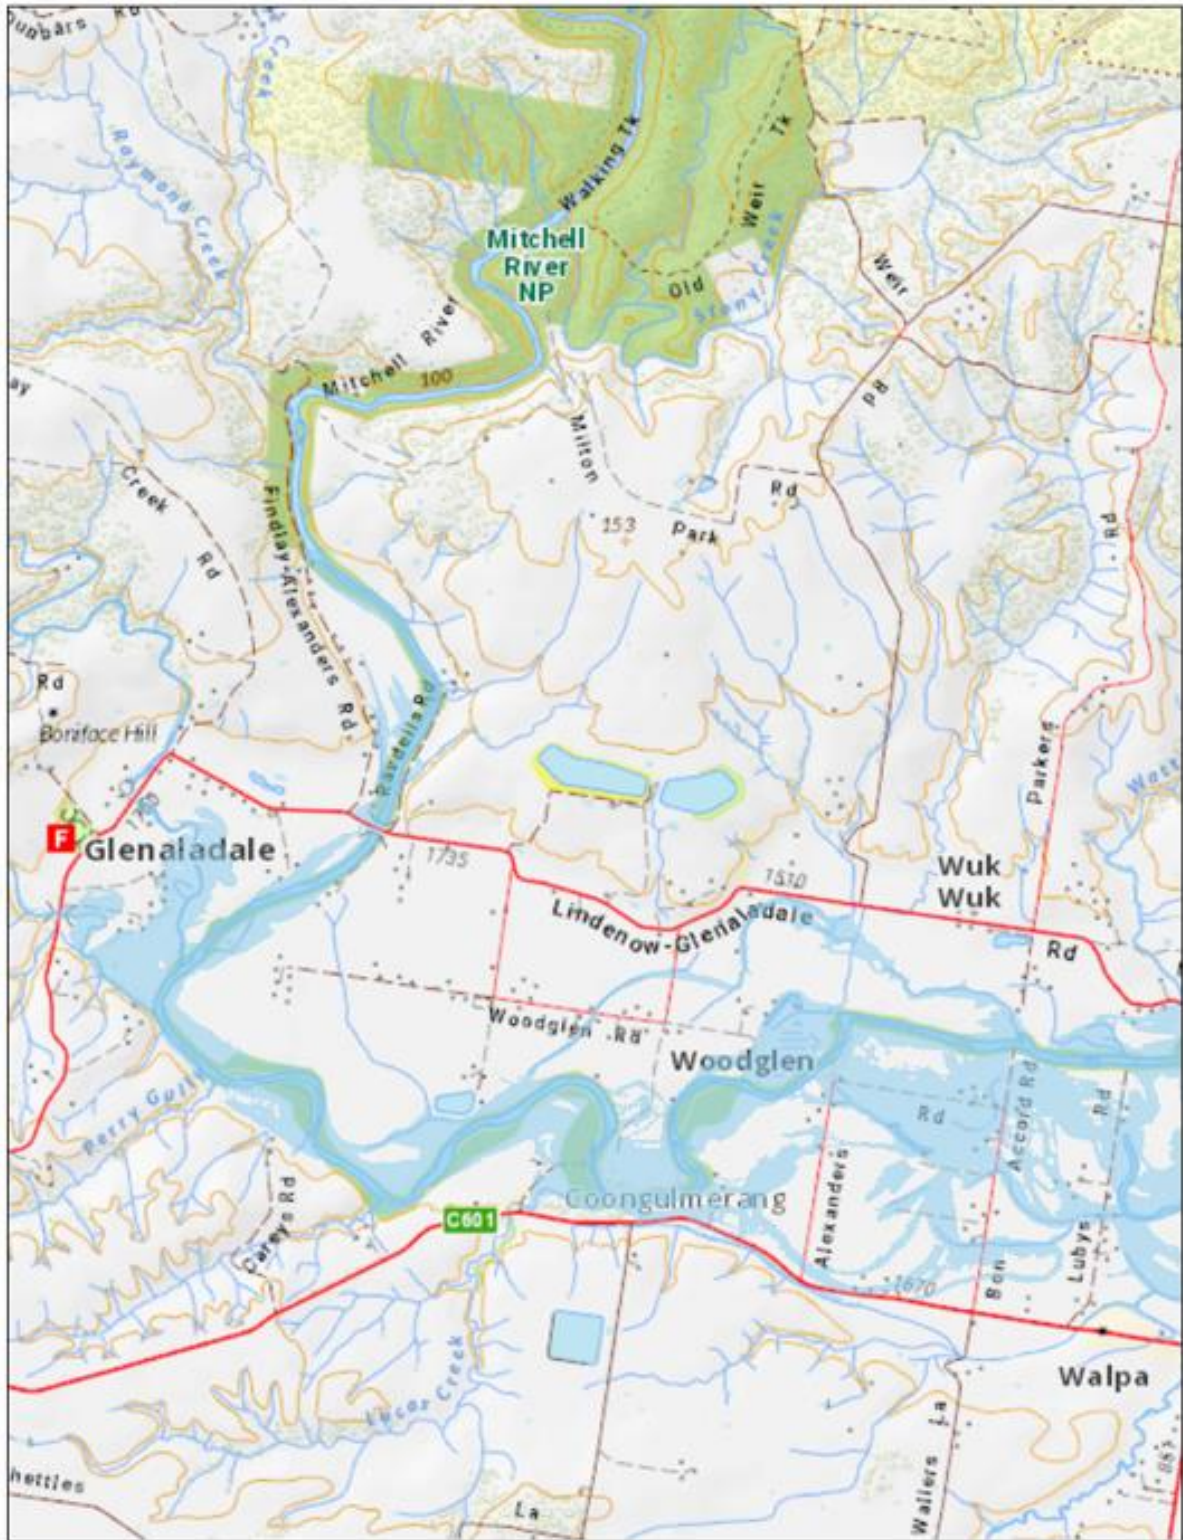 Dunbars Rd
Creek
Raymond Creek
Walking Tk
Weir Tk
Mitchell
River
NP
Old
Stony Creek
Weir
Rd
Mitchell River
100
Milton
Park
Rd
153
Creek
Rd
Findlay-Alexanders Rd
Rd
Rd
Boniface Hill
Parkers
F
Glenaladale
1735
1510
Wuk
Wuk
Lindenow-Glenaladale
Rd
Woodglen Rd
Woodglen
Perry Gully
Rd
Accord Rd
Rd
Coongulmerang
Alexanders
C601
Careys Rd
Bon
Lubys
1670
Lucas Creek
Walpa
Wallers La
La